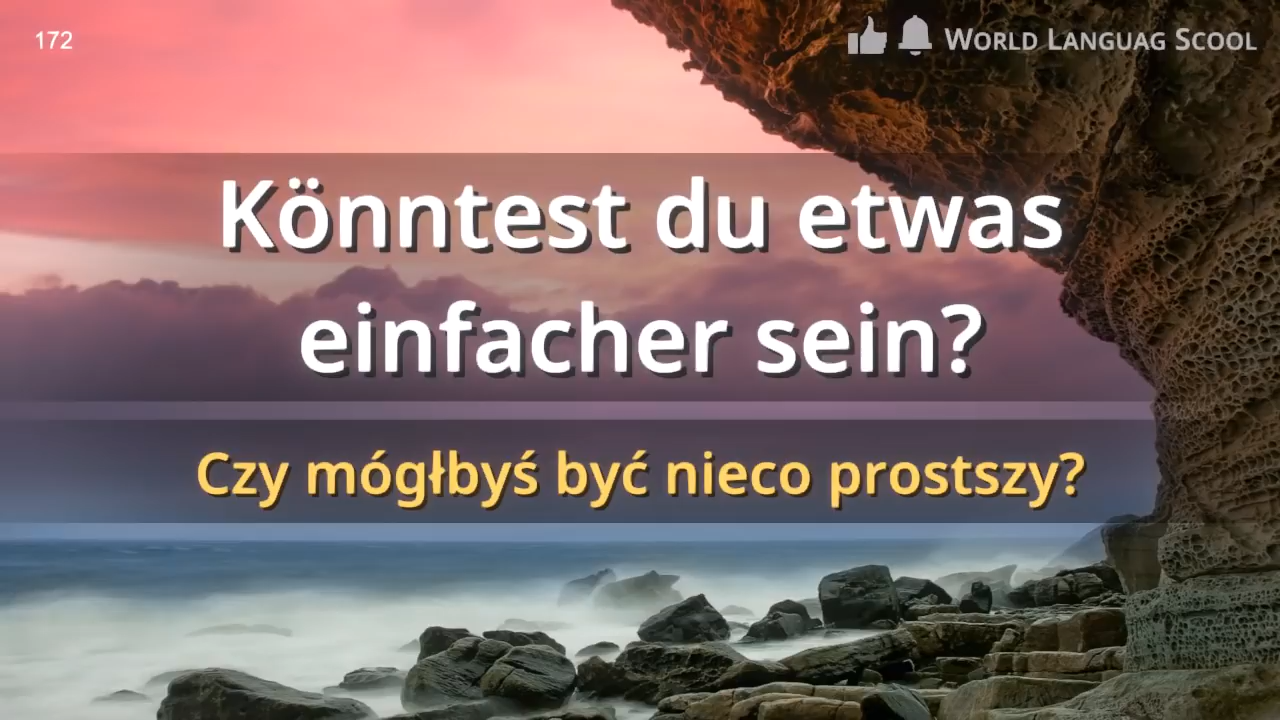 172
World Languag Scool
Könntest du etwas
einfacher sein?
Czy mógłbyś być nieco prostszy?